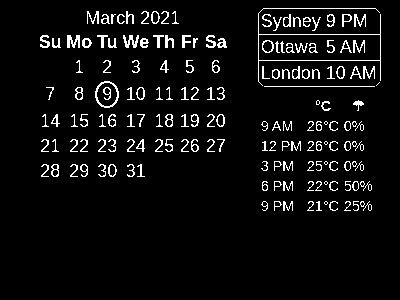 March 2021
Su Mo Tu We Th Fr Sa
1 2 3 4 5 6
7 8 9 10 11 12 13
14 15 16 17 18 19 20
21 22 23 24 25 26 27
28 29 30 31
Sydney 9 PM
Ottawa 5 AM
London 10 AM
°C ☂
9 AM 26°C 0%
12 PM 26°C 0%
3 PM 25°C 0%
6 PM 22°C 50%
9 PM 21°C 25%